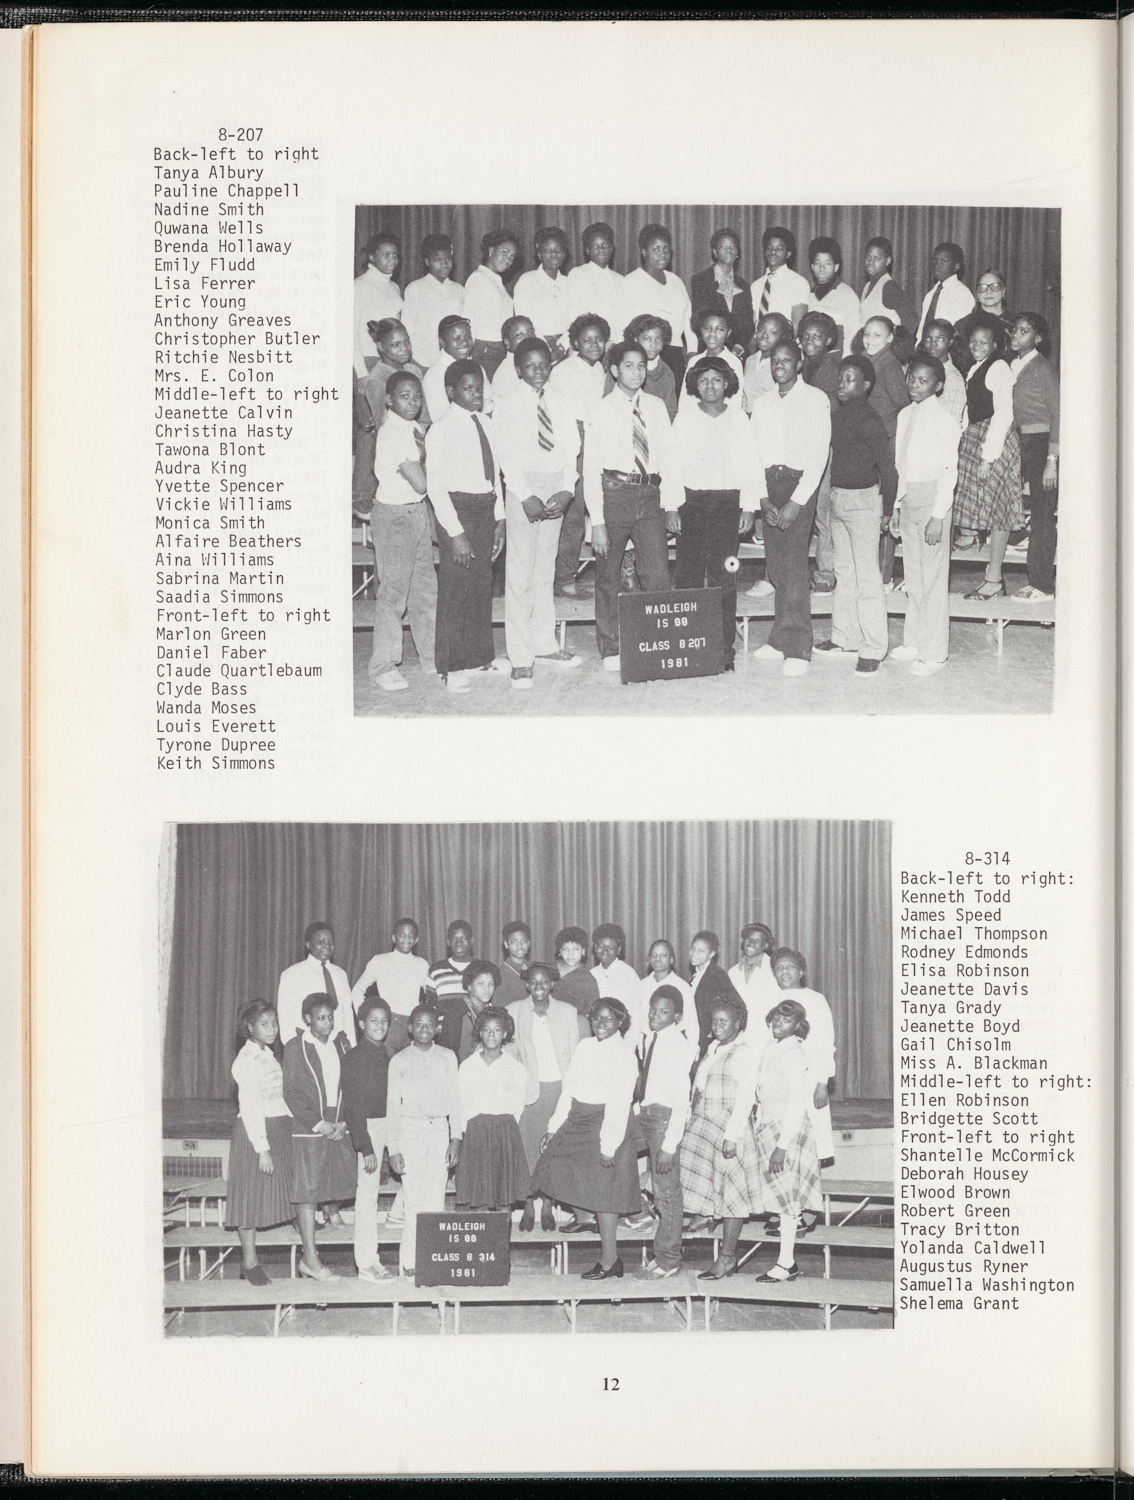 8-207
Back-left to right
Tanya Albury
Pauline Chappell
Nadine Smith
Quwana Wells
Brenda Hollaway
Emily Fludd
Lisa Ferrer
Eric Young
Anthony Greaves
Christopher Butler
Ritchie Nesbitt
Mrs. E. Colon
Middle-left to right
Jeanette Calvin
Christina Hasty
Tawona Blont
Audra King
Yvette Spencer
Vickie Williams
Monica Smith
Alfaire Beathers
Aina Williams
Sabrina Martin
Saadia Simmons
Front-left to right
Marlon Green
Daniel Faber
Claude Quartlebaum
Clyde Bass
Wanda Moses
Louis Everett
Tyrone Dupree
Keith Simmons
WADLEIGH
IS 88
CLASS 8 207
1981
8-314
Back-left to right:
Kenneth Todd
James Speed
Michael Thompson
Rodney Edmonds
Elisa Robinson
Jeanette Davis
Tanya Grady
Jeanette Boyd
Gail Chisolm
Miss A. Blackman
Middle-left to right:
Ellen Robinson
Bridgette Scott
Front-left to right
Shantelle McCormick
Deborah Housey
Elwood Brown
Robert Green
Tracy Britton
Yolanda Caldwell
Augustus Ryner
Samuella Washington
Shelema Grant
WADLEIGH
IS 88
CLASS 8 314
1981
12